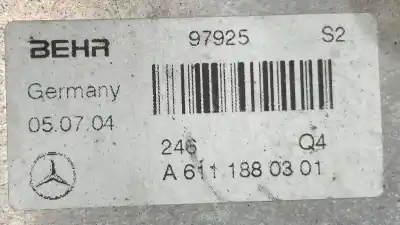 BEHR 97925 S2
Germany
05.07.04
246 Q4
A 611 188 03 01